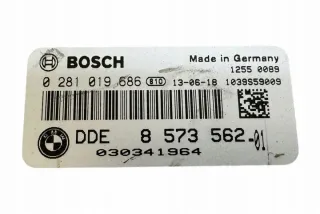 BOSCH
Made in Germany
1255 0089
0 281 019 686 810 13-06-18 1039S59009
DDE 8 573 562-01
030341964